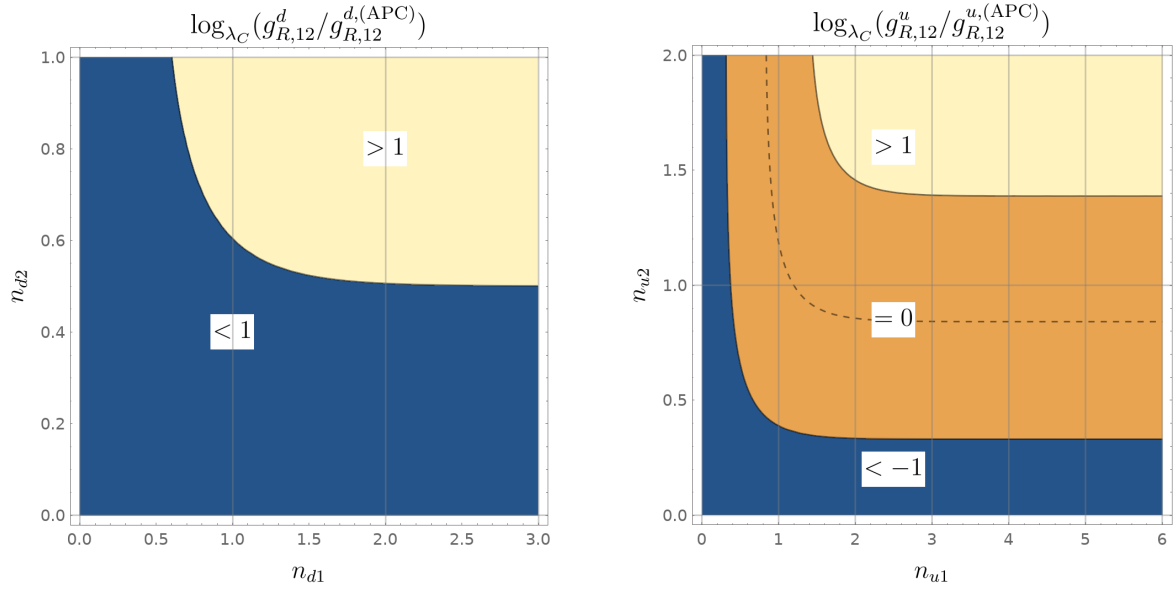 log_{λ_C}(g^d_{R,12}/g^{d,(APC)}_{R,12})
1.0
0.8
0.6
0.4
0.2
0.0
n_{d2}
> 1
< 1
0.0 0.5 1.0 1.5 2.0 2.5 3.0
n_{d1}
log_{λ_C}(g^u_{R,12}/g^{u,(APC)}_{R,12})
2.0
1.5
1.0
0.5
0.0
n_{u2}
> 1
= 0
< −1
0 1 2 3 4 5 6
n_{u1}